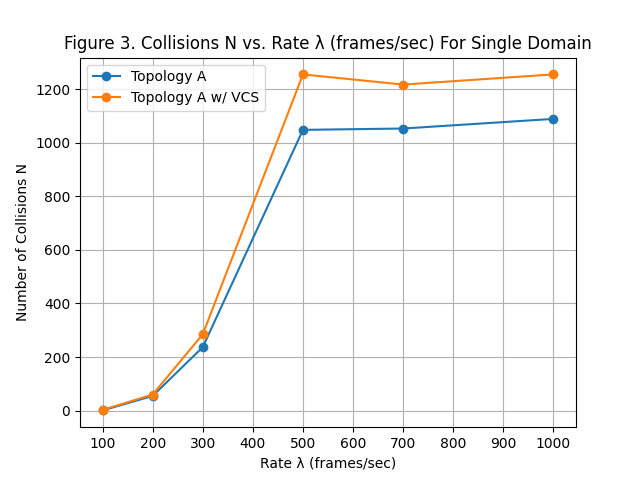 Figure 3. Collisions N vs. Rate λ (frames/sec) For Single Domain
Topology A
Topology A w/ VCS
Number of Collisions N
1200
1000
800
600
400
200
0
100 200 300 400 500 600 700 800 900 1000
Rate λ (frames/sec)